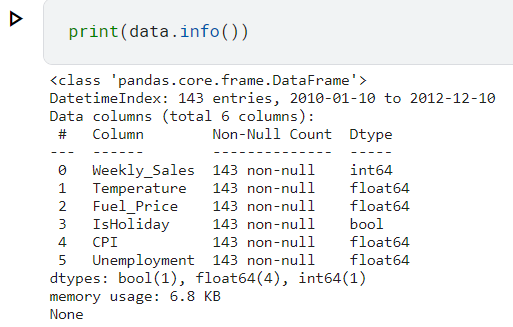 print(data.info())
<class 'pandas.core.frame.DataFrame'>
DatetimeIndex: 143 entries, 2010-01-10 to 2012-12-10
Data columns (total 6 columns):
 #   Column        Non-Null Count  Dtype
---  ------        --------------  -----
 0   Weekly_Sales  143 non-null    int64
 1   Temperature   143 non-null    float64
 2   Fuel_Price    143 non-null    float64
 3   IsHoliday     143 non-null    bool
 4   CPI           143 non-null    float64
 5   Unemployment  143 non-null    float64
dtypes: bool(1), float64(4), int64(1)
memory usage: 6.8 KB
None